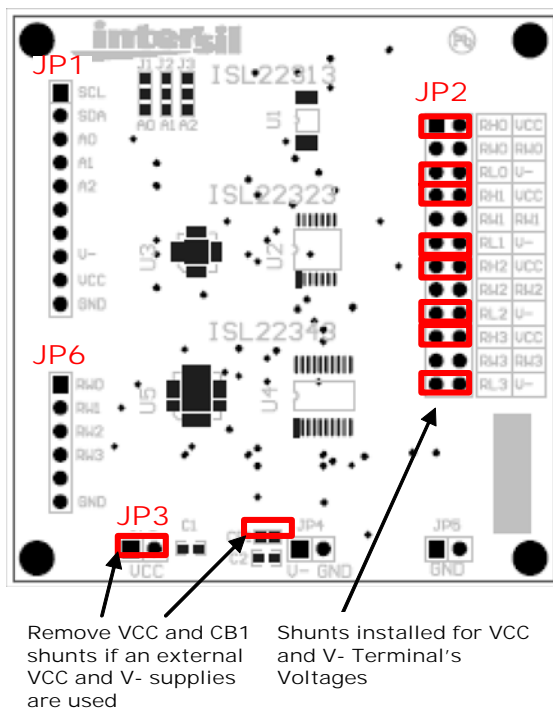 intersil
Pb
JP1
SCL
SDA
A0
A1
A2
V-
VCC
GND
J1 J2 J3
A0 A1 A2
ISL22313
U1
ISL22323
U3
U2
ISL22343
U5
U4
JP2
RH0 VCC
RW0 RW0
RL0 V-
RH1 VCC
RW1 RW1
RL1 V-
RH2 VCC
RW2 RW2
RL2 V-
RH3 VCC
RW3 RW3
RL3 V-
JP6
RW0
RW1
RW2
RW3
GND
JP3
VCC
C1
C2
JP4
V- GND
JP5
GND
Remove VCC and CB1
shunts if an external
VCC and V- supplies
are used
Shunts installed for VCC
and V- Terminal's
Voltages